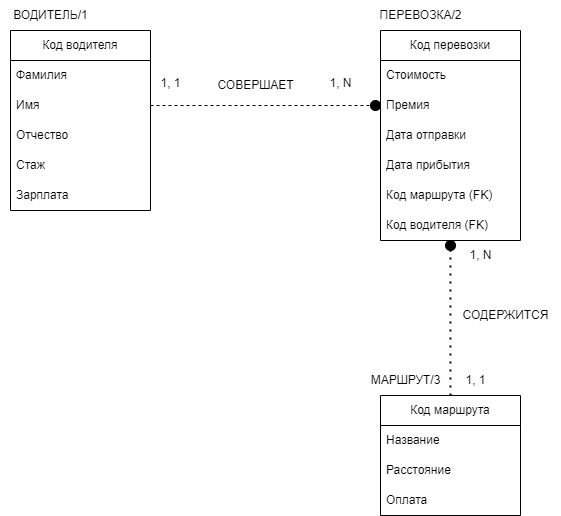 ВОДИТЕЛЬ/1
Код водителя
Фамилия
Имя
Отчество
Стаж
Зарплата
1, 1
СОВЕРШАЕТ
1, N
ПЕРЕВОЗКА/2
Код перевозки
Стоимость
Премия
Дата отправки
Дата прибытия
Код маршрута (FK)
Код водителя (FK)
1, N
СОДЕРЖИТСЯ
МАРШРУТ/3
1, 1
Код маршрута
Название
Расстояние
Оплата